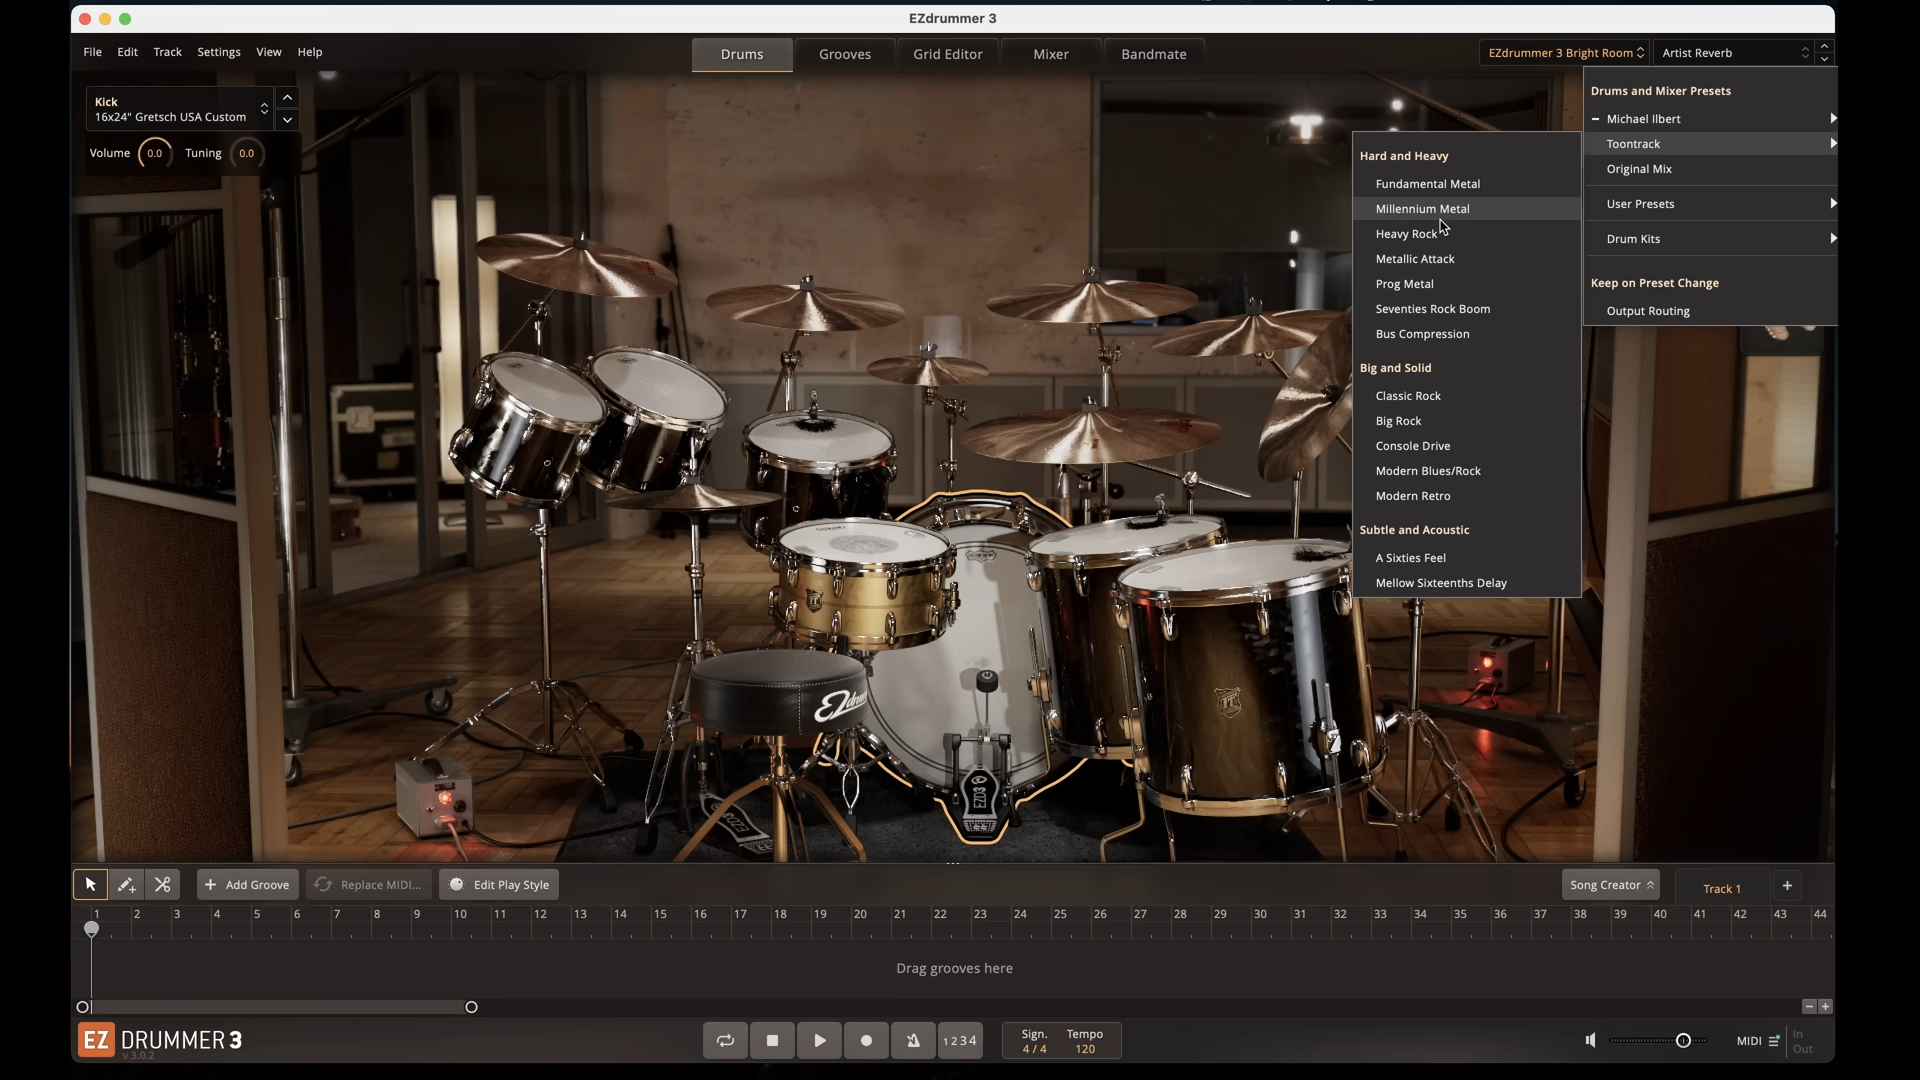 EZdrummer 3
File Edit Track Settings View Help
Drums Grooves Grid Editor Mixer Bandmate
EZdrummer 3 Bright Room Artist Reverb
Kick
16x24" Gretsch USA Custom
Volume 0.0 Tuning 0.0
Drums and Mixer Presets
Michael Ilbert
Toontrack
Original Mix
User Presets
Drum Kits
Keep on Preset Change
Output Routing
Hard and Heavy
Fundamental Metal
Millennium Metal
Heavy Rock
Metallic Attack
Prog Metal
Seventies Rock Boom
Bus Compression
Big and Solid
Classic Rock
Big Rock
Console Drive
Modern Blues/Rock
Modern Retro
Subtle and Acoustic
A Sixties Feel
Mellow Sixteenths Delay
EZD3
Add Groove Replace MIDI... Edit Play Style Song Creator Track 1 +
1 2 3 4 5 6 7 8 9 10 11 12 13 14 15 16 17 18 19 20 21 22 23 24 25 26 27 28 29 30 31 32 33 34 35 36 37 38 39 40 41 42 43 44
Drag grooves here
EZ DRUMMER 3
v 3.0.2
1 2 3 4
Sign. Tempo
4 / 4 120
MIDI In
Out